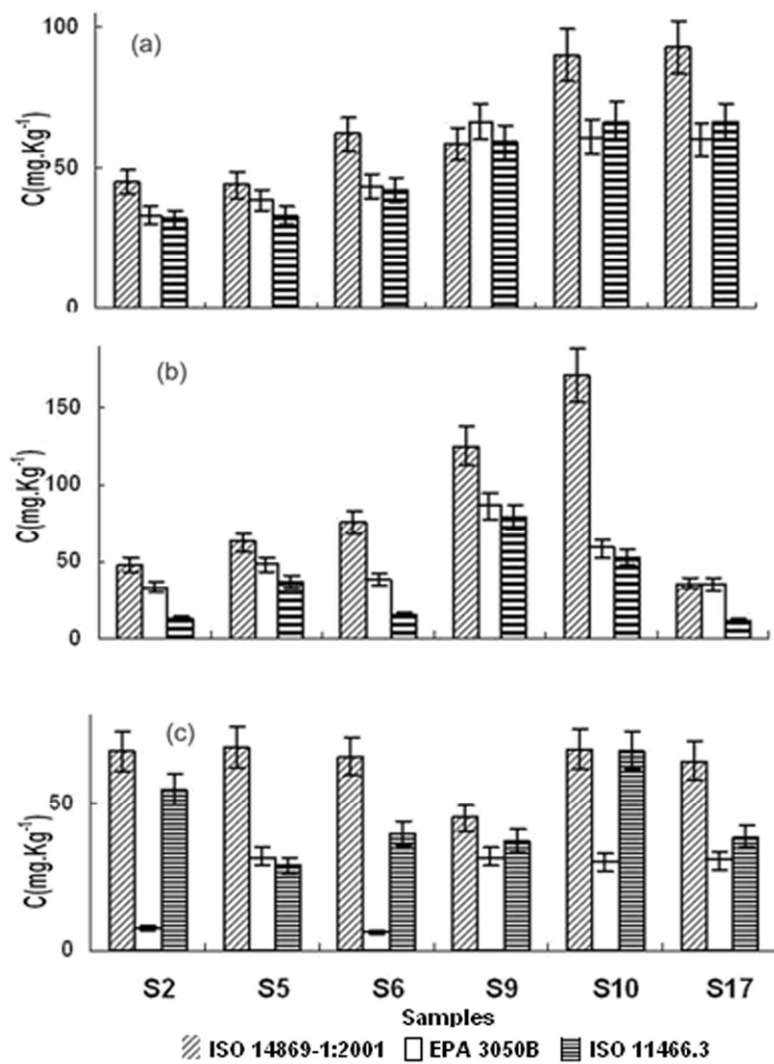 (a)
100
50
0
C(mg.Kg⁻¹)
(b)
150
100
50
0
C(mg.Kg⁻¹)
(c)
50
0
C(mg.Kg⁻¹)
S2 S5 S6 S9 S10 S17
Samples
ISO 14869-1:2001 EPA 3050B ISO 11466.3